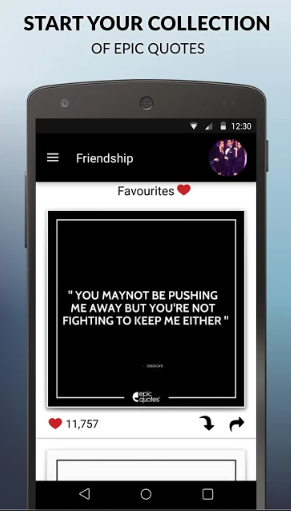 START YOUR COLLECTION
OF EPIC QUOTES
12:30
Friendship
Favourites
" YOU MAYNOT BE PUSHING
ME AWAY BUT YOU'RE NOT
FIGHTING TO KEEP ME EITHER "
epic
quotes
11,757